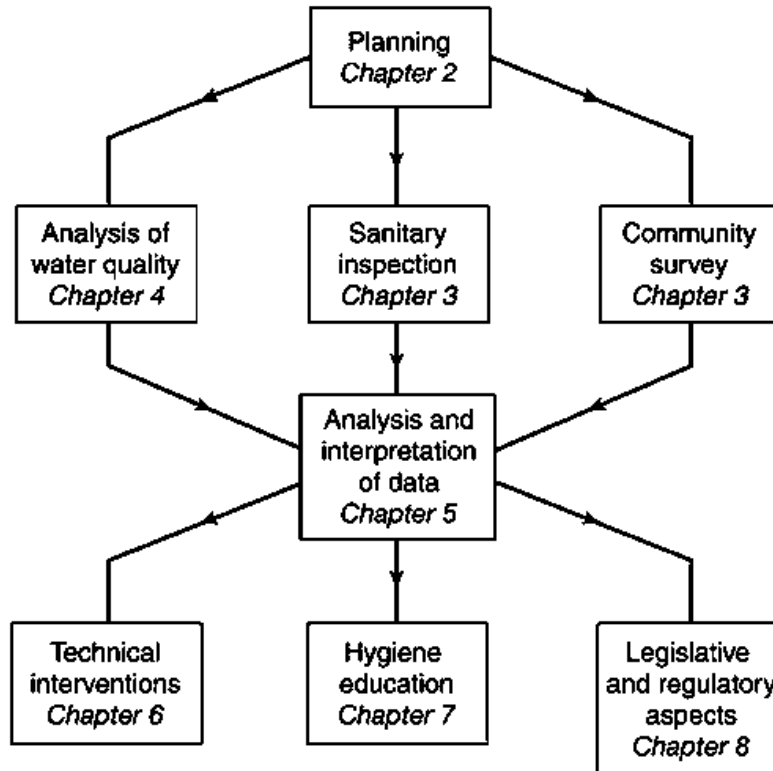 Planning
Chapter 2
Analysis of
water quality
Chapter 4
Sanitary
inspection
Chapter 3
Community
survey
Chapter 3
Analysis and
interpretation
of data
Chapter 5
Technical
interventions
Chapter 6
Hygiene
education
Chapter 7
Legislative
and regulatory
aspects
Chapter 8